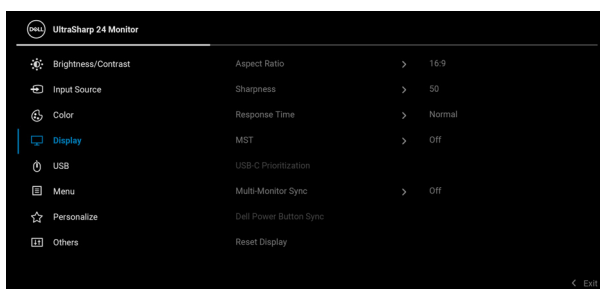 DELL UltraSharp 24 Monitor
Brightness/Contrast Aspect Ratio > 16:9
Input Source Sharpness > 50
Color Response Time > Normal
Display MST > Off
USB USB-C Prioritization
Menu Multi-Monitor Sync > Off
Personalize Dell Power Button Sync
Others Reset Display
< Exit